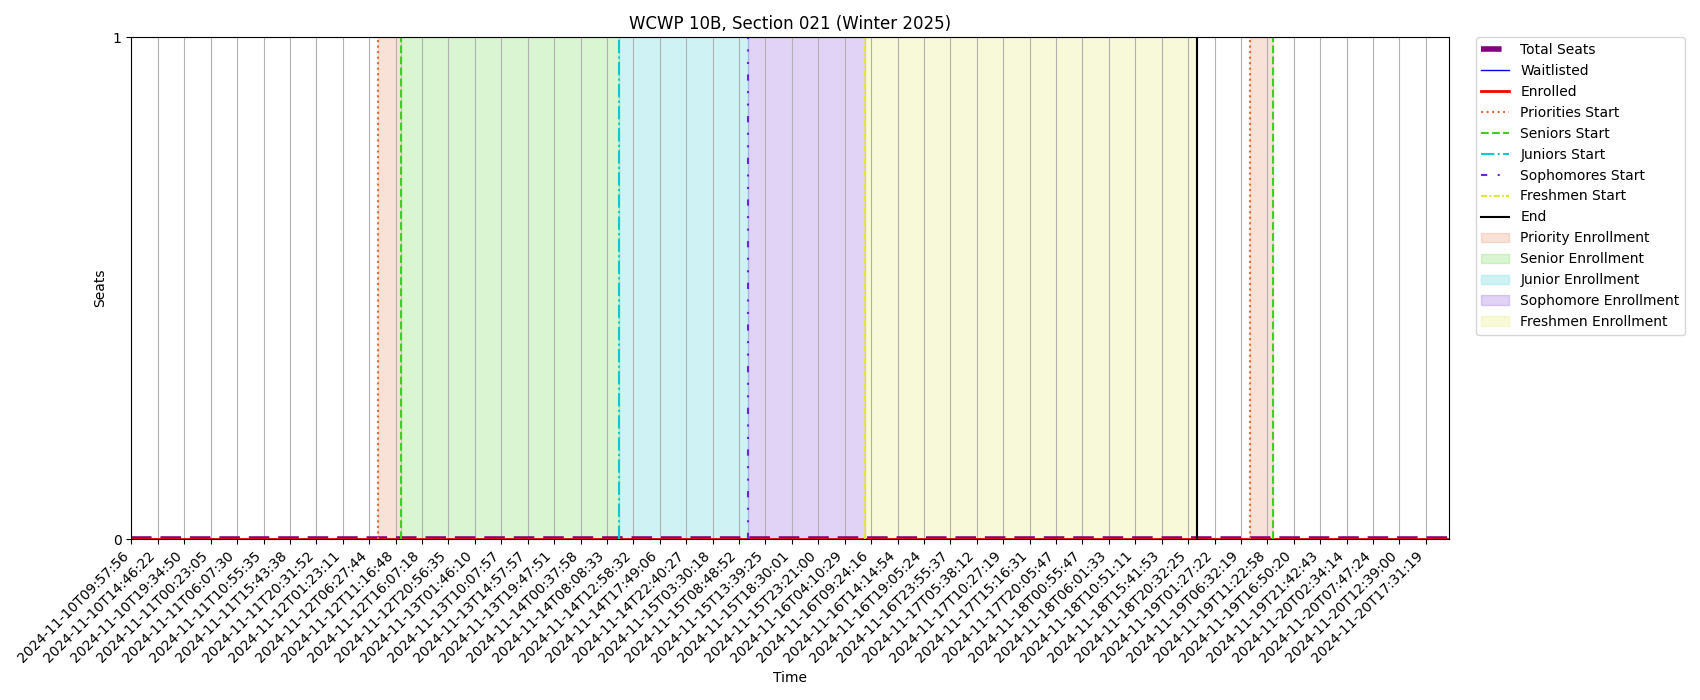 WCWP 10B, Section 021 (Winter 2025)
1
0
Seats
2024-11-10T09:57:56
2024-11-10T14:46:22
2024-11-10T19:34:50
2024-11-11T00:23:05
2024-11-11T06:07:30
2024-11-11T10:55:35
2024-11-11T15:43:38
2024-11-11T20:31:52
2024-11-12T01:23:11
2024-11-12T06:27:44
2024-11-12T11:16:48
2024-11-12T16:07:18
2024-11-12T20:56:35
2024-11-13T01:46:10
2024-11-13T10:07:57
2024-11-13T14:57:57
2024-11-13T19:47:51
2024-11-14T00:37:58
2024-11-14T08:08:33
2024-11-14T12:58:32
2024-11-14T17:49:06
2024-11-14T22:40:27
2024-11-15T03:30:18
2024-11-15T08:48:52
2024-11-15T13:39:25
2024-11-15T18:30:01
2024-11-15T23:21:00
2024-11-16T04:10:29
2024-11-16T09:24:16
2024-11-16T14:14:54
2024-11-16T19:05:24
2024-11-16T23:55:37
2024-11-17T05:38:12
2024-11-17T10:27:19
2024-11-17T15:16:31
2024-11-17T20:05:47
2024-11-18T00:55:47
2024-11-18T06:01:33
2024-11-18T10:51:11
2024-11-18T15:41:53
2024-11-18T20:32:25
2024-11-19T01:27:22
2024-11-19T06:32:19
2024-11-19T11:22:58
2024-11-19T16:50:20
2024-11-19T21:42:43
2024-11-20T02:34:14
2024-11-20T07:47:24
2024-11-20T12:39:00
2024-11-20T17:31:19
Time
Total Seats
Waitlisted
Enrolled
Priorities Start
Seniors Start
Juniors Start
Sophomores Start
Freshmen Start
End
Priority Enrollment
Senior Enrollment
Junior Enrollment
Sophomore Enrollment
Freshmen Enrollment